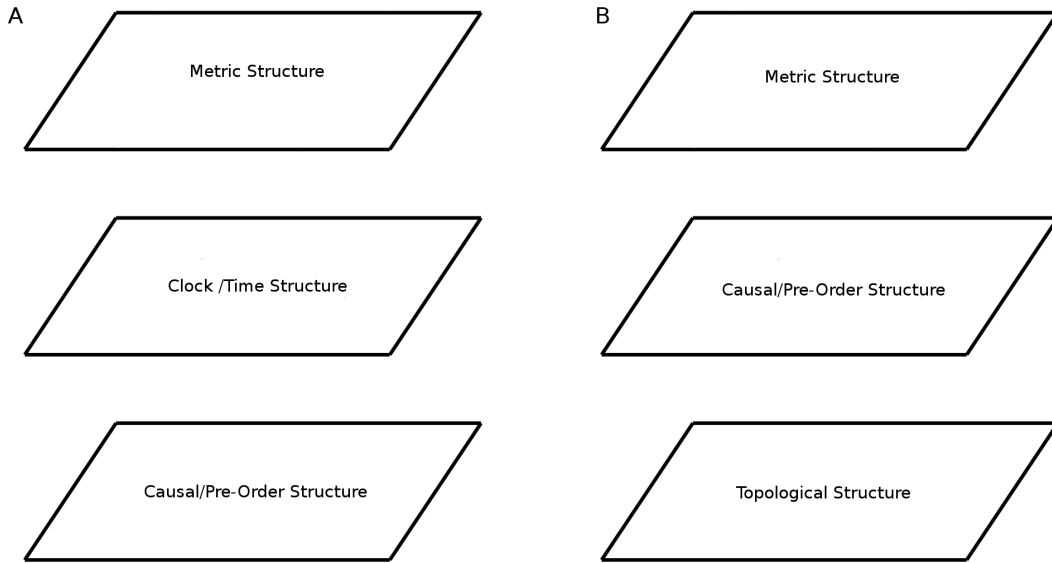 A
Metric Structure
Clock /Time Structure
Causal/Pre-Order Structure
B
Metric Structure
Causal/Pre-Order Structure
Topological Structure